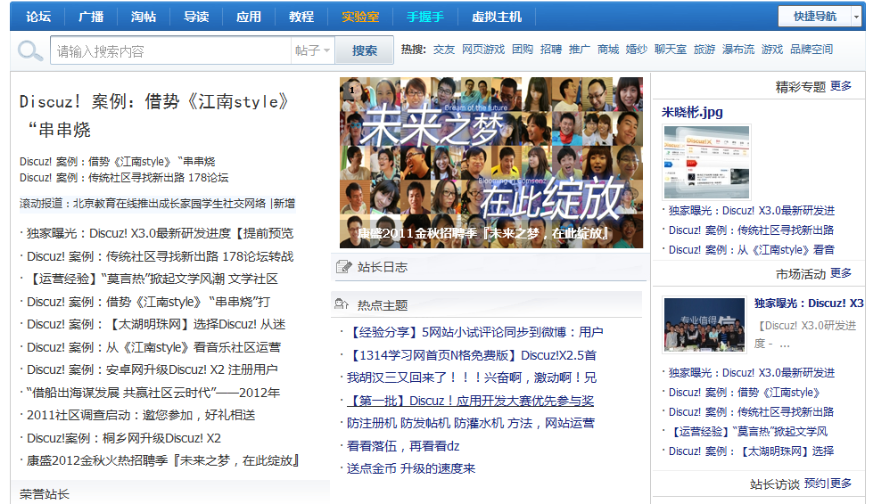 论坛 广播 淘帖 导读 应用 教程 实验室 手握手 虚拟主机 快捷导航
请输入搜索内容 帖子 搜索 热搜: 交友 网页游戏 团购 招聘 推广 商城 婚纱 聊天室 旅游 瀑布流 游戏 品牌空间
Discuz! 案例：借势《江南style》
“串串烧
Discuz! 案例：借势《江南style》 “串串烧
Discuz! 案例：传统社区寻找新出路 178论坛
滚动报道：北京教育在线推出成长家园学生社交网络 |新增
· 独家曝光：Discuz! X3.0最新研发进度【提前预览
· Discuz! 案例：传统社区寻找新出路 178论坛转战
· 【运营经验】“莫言热”掀起文学风潮 文学社区
· Discuz! 案例：借势《江南style》 “串串烧”打
· Discuz! 案例：【太湖明珠网】选择Discuz! 从迷
· Discuz! 案例：从《江南style》看音乐社区运营
· Discuz! 案例：安卓网升级Discuz! X2 注册用户
· “借船出海谋发展 共赢社区云时代”——2012年
· 2011社区调查启动：邀您参加，好礼相送
· Discuz!案例：桐乡网升级Discuz! X2
· 康盛2012金秋火热招聘季『未来之梦，在此绽放』
荣誉站长
1
Dream of the future
未来之梦
Blooming in Comsenz
在此绽放
康盛2011金秋招聘季『未来之梦，在此绽放』
站长日志
热点主题
· 【经验分享】5网站小试评论同步到微博：用户
· 【1314学习网首页N格免费版】Discuz!X2.5首
· 我胡汉三又回来了！！！兴奋啊，激动啊！兄
· 【第一批】Discuz！应用开发大赛优先参与奖
· 防注册机 防发帖机 防灌水机 方法，网站运营
· 看看落伍，再看看dz
· 送点金币 升级的速度来
精彩专题 更多
米晓彬.jpg
· 独家曝光：Discuz! X3.0最新研发进
· Discuz! 案例：传统社区寻找新出路
· Discuz! 案例：从《江南style》看音
市场活动 更多
专业值得信
独家曝光：Discuz! X3
【Discuz! X3.0研发进
度 - ...
· 独家曝光：Discuz! X3.0最新研发进
· Discuz! 案例：借势《江南style》
· Discuz! 案例：传统社区寻找新出路
· 【运营经验】“莫言热”掀起文学风
· Discuz! 案例：【太湖明珠网】选择
站长访谈 预约|更多